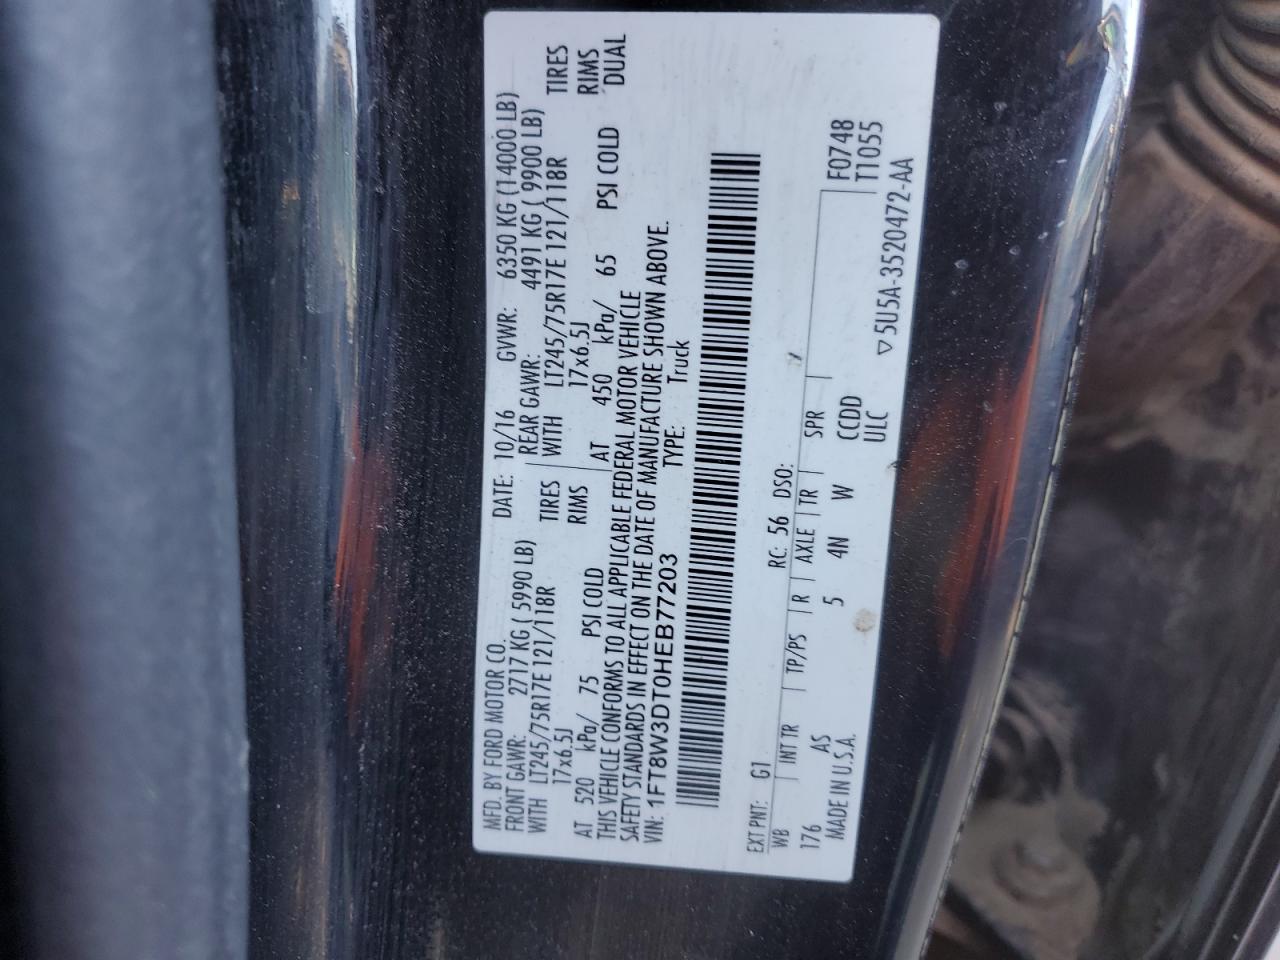 MFD. BY FORD MOTOR CO.
DATE: 10/16 GVWR: 6350 KG (14000 LB)
FRONT GAWR: 2717 KG ( 5990 LB) REAR GAWR: 4491 KG ( 9900 LB)
WITH LT245/75R17E 121/118R TIRES WITH LT245/75R17E 121/118R TIRES
17x6.5J RIMS 17x6.5J RIMS
AT 520 kPa/ 75 PSI COLD AT 450 kPa/ 65 PSI COLD DUAL
THIS VEHICLE CONFORMS TO ALL APPLICABLE FEDERAL MOTOR VEHICLE
SAFETY STANDARDS IN EFFECT ON THE DATE OF MANUFACTURE SHOWN ABOVE.
VIN: 1FT8W3DT0HEB77203 TYPE: Truck
EXT PNT: G1 RC: 56 DSO:
WB INT TR TP/PS R AXLE TR SPR F0748
176 AS 5 4N W CCDD T1055
MADE IN U.S.A. ULC
▽5U5A-3520472-AA